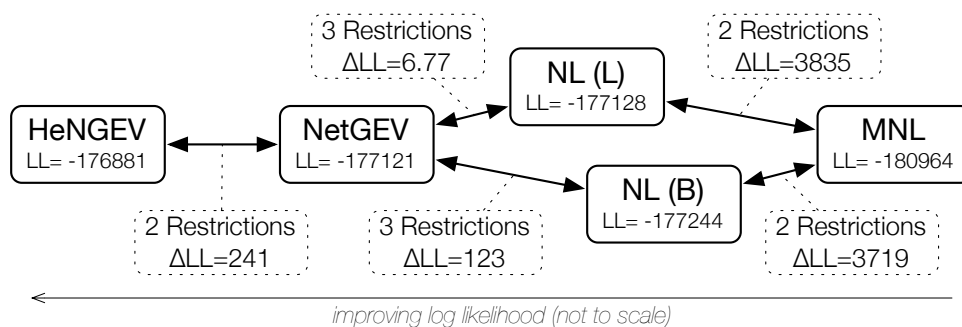 3 Restrictions
ΔLL=6.77
2 Restrictions
ΔLL=3835
NL (L)
LL= -177128
HeNGEV
LL= -176881
NetGEV
LL= -177121
MNL
LL= -180964
NL (B)
LL= -177244
2 Restrictions
ΔLL=241
3 Restrictions
ΔLL=123
2 Restrictions
ΔLL=3719
improving log likelihood (not to scale)